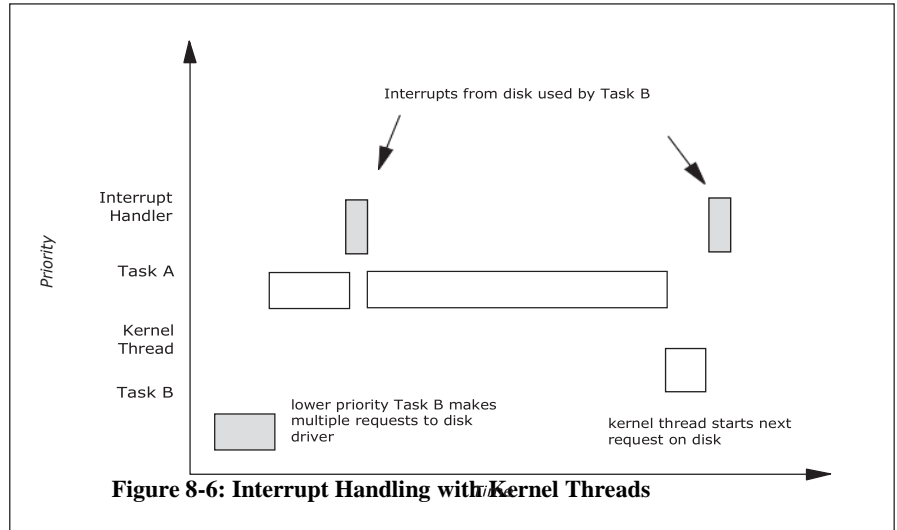 Interrupts from disk used by Task B
Interrupt
Handler
Priority
Task A
Kernel
Thread
Task B
lower priority Task B makes
multiple requests to disk
driver
kernel thread starts next
request on disk
Time
Figure 8-6: Interrupt Handling with Kernel Threads